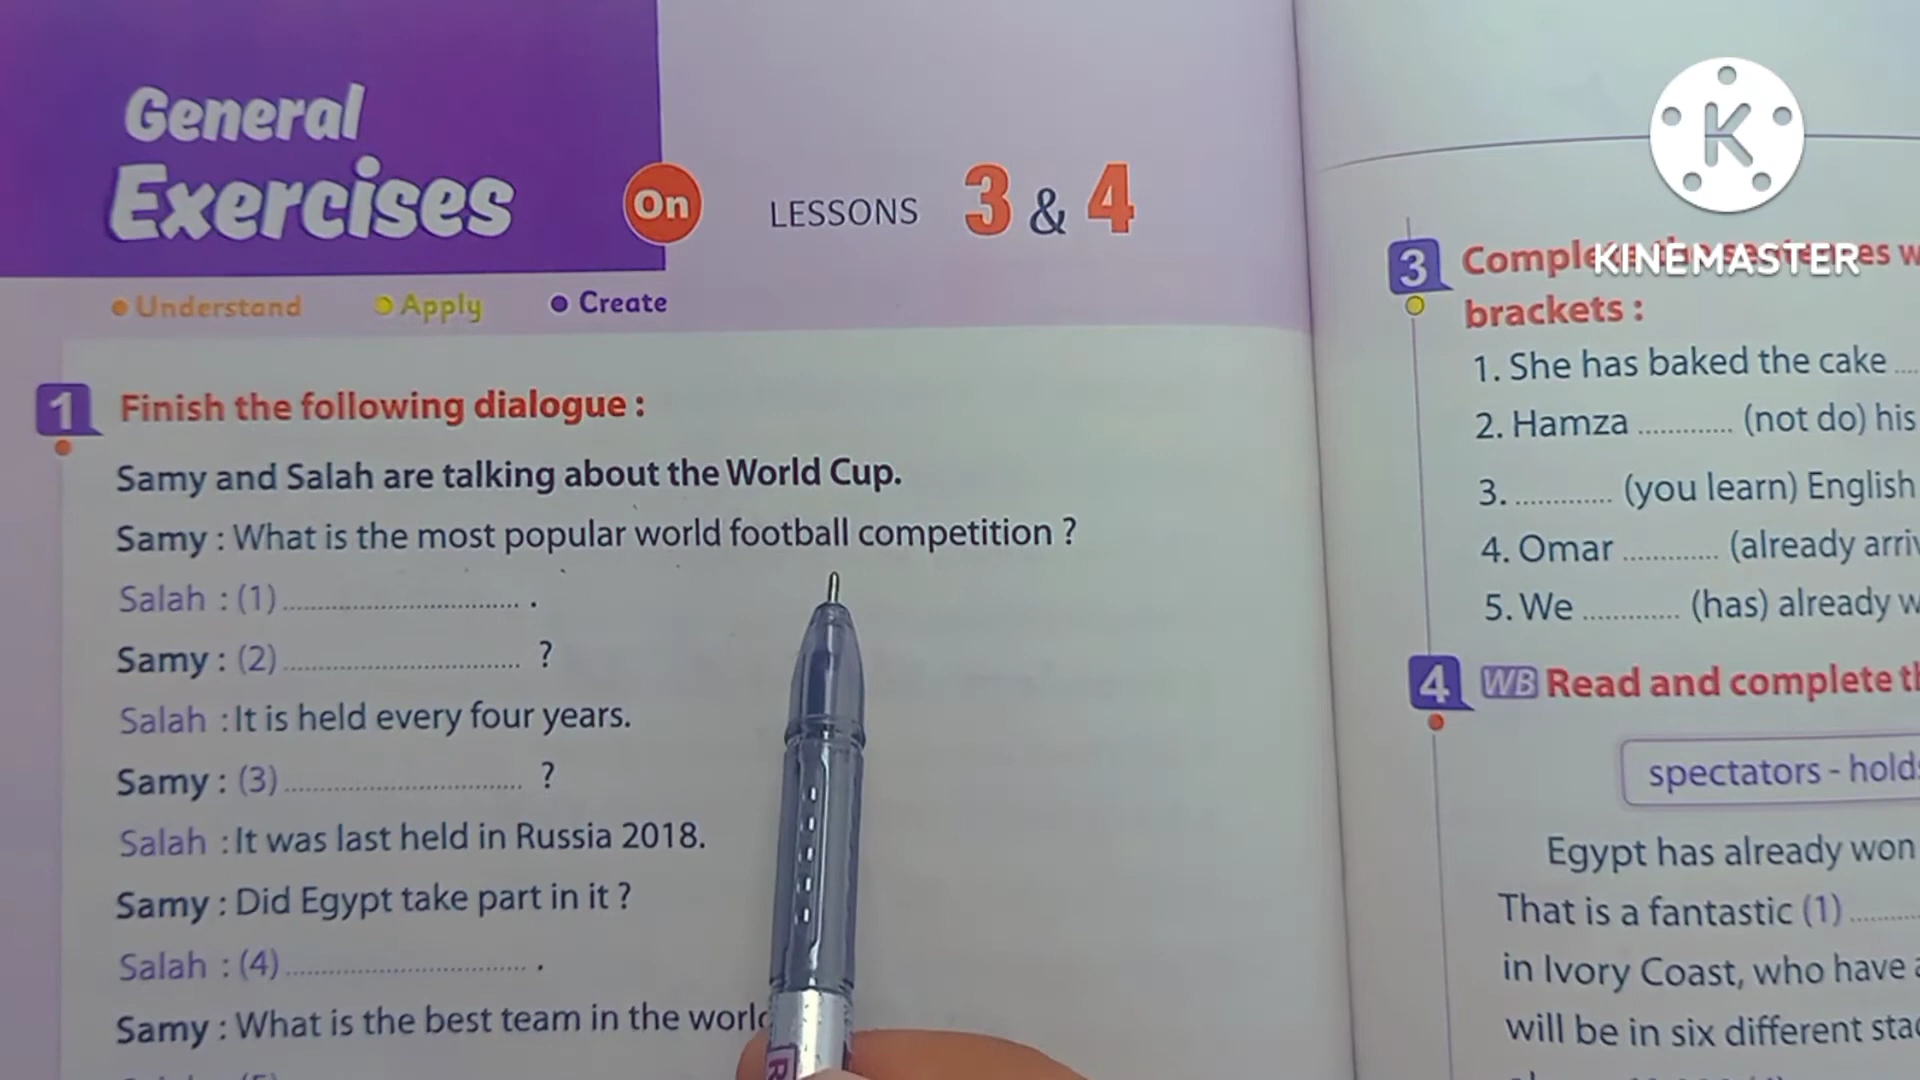 General
Exercises
On
LESSONS 3 & 4
Understand Apply Create
1 Finish the following dialogue :
Samy and Salah are talking about the World Cup.
Samy : What is the most popular world football competition ?
Salah : (1) .............................. .
Samy : (2) .............................. ?
Salah : It is held every four years.
Samy : (3) .............................. ?
Salah : It was last held in Russia 2018.
Samy : Did Egypt take part in it ?
Salah : (4) .............................. .
Samy : What is the best team in the
K
KINEMASTER
3
brackets :
1. She has baked the cake ....
2. Hamza ............. (not do) his
3. ............. (you learn) English
4. Omar ............. (already
5. We ............. (has) already
4 WB Read and complete
spectators -
Egypt has already won
That is a fantastic (1) .........
in Ivory Coast, who have
will be in six different